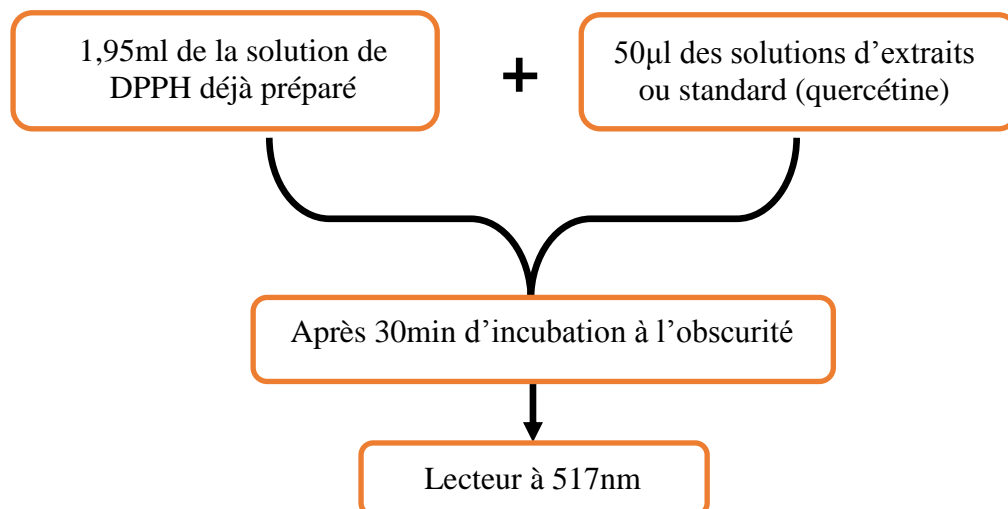 1,95ml de la solution de
DPPH déjà préparé
+
50μl des solutions d’extraits
ou standard (quercétine)
Après 30min d’incubation à l’obscurité
Lecteur à 517nm